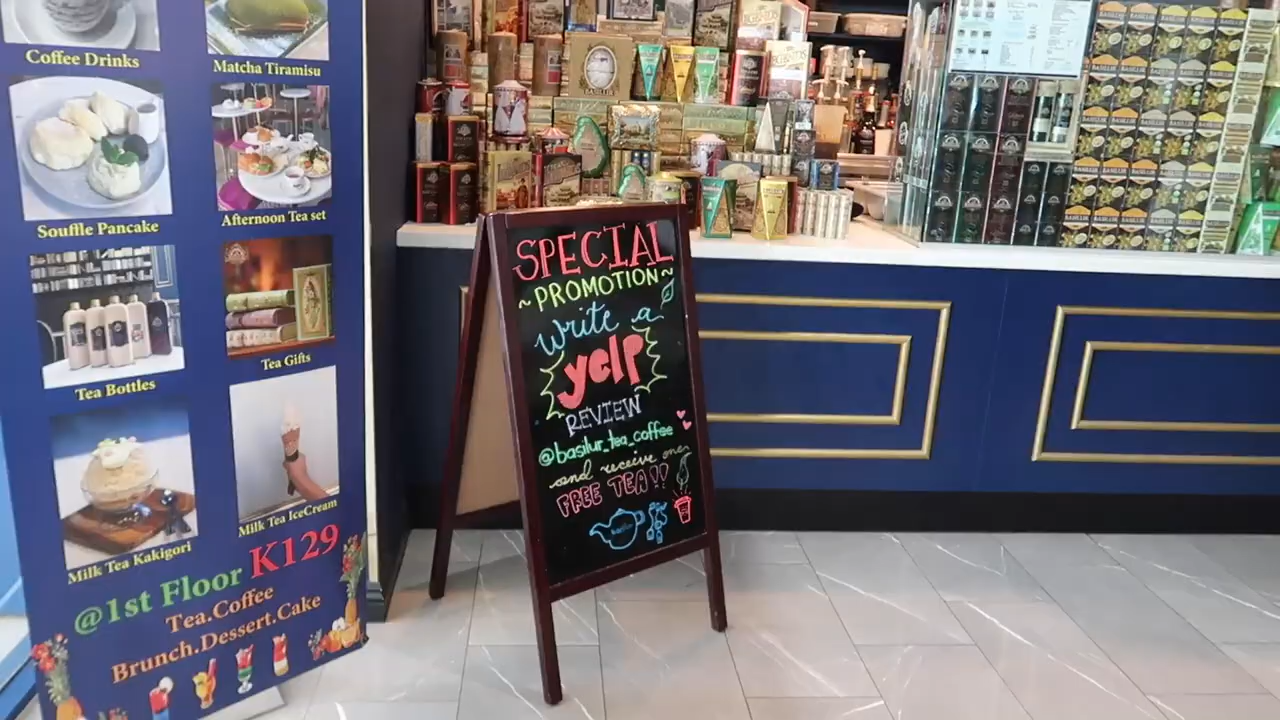 Coffee Drinks
Matcha Tiramisu
Souffle Pancake
Afternoon Tea set
Tea Bottles
Tea Gifts
Milk Tea Kakigori
Milk Tea IceCream
@1st Floor K129
Tea.Coffee
Brunch.Dessert.Cake
SPECIAL
~PROMOTION~
write a
yelp
REVIEW
@basilur_tea_coffee
and receive one
FREE TEA!!
BASILUR